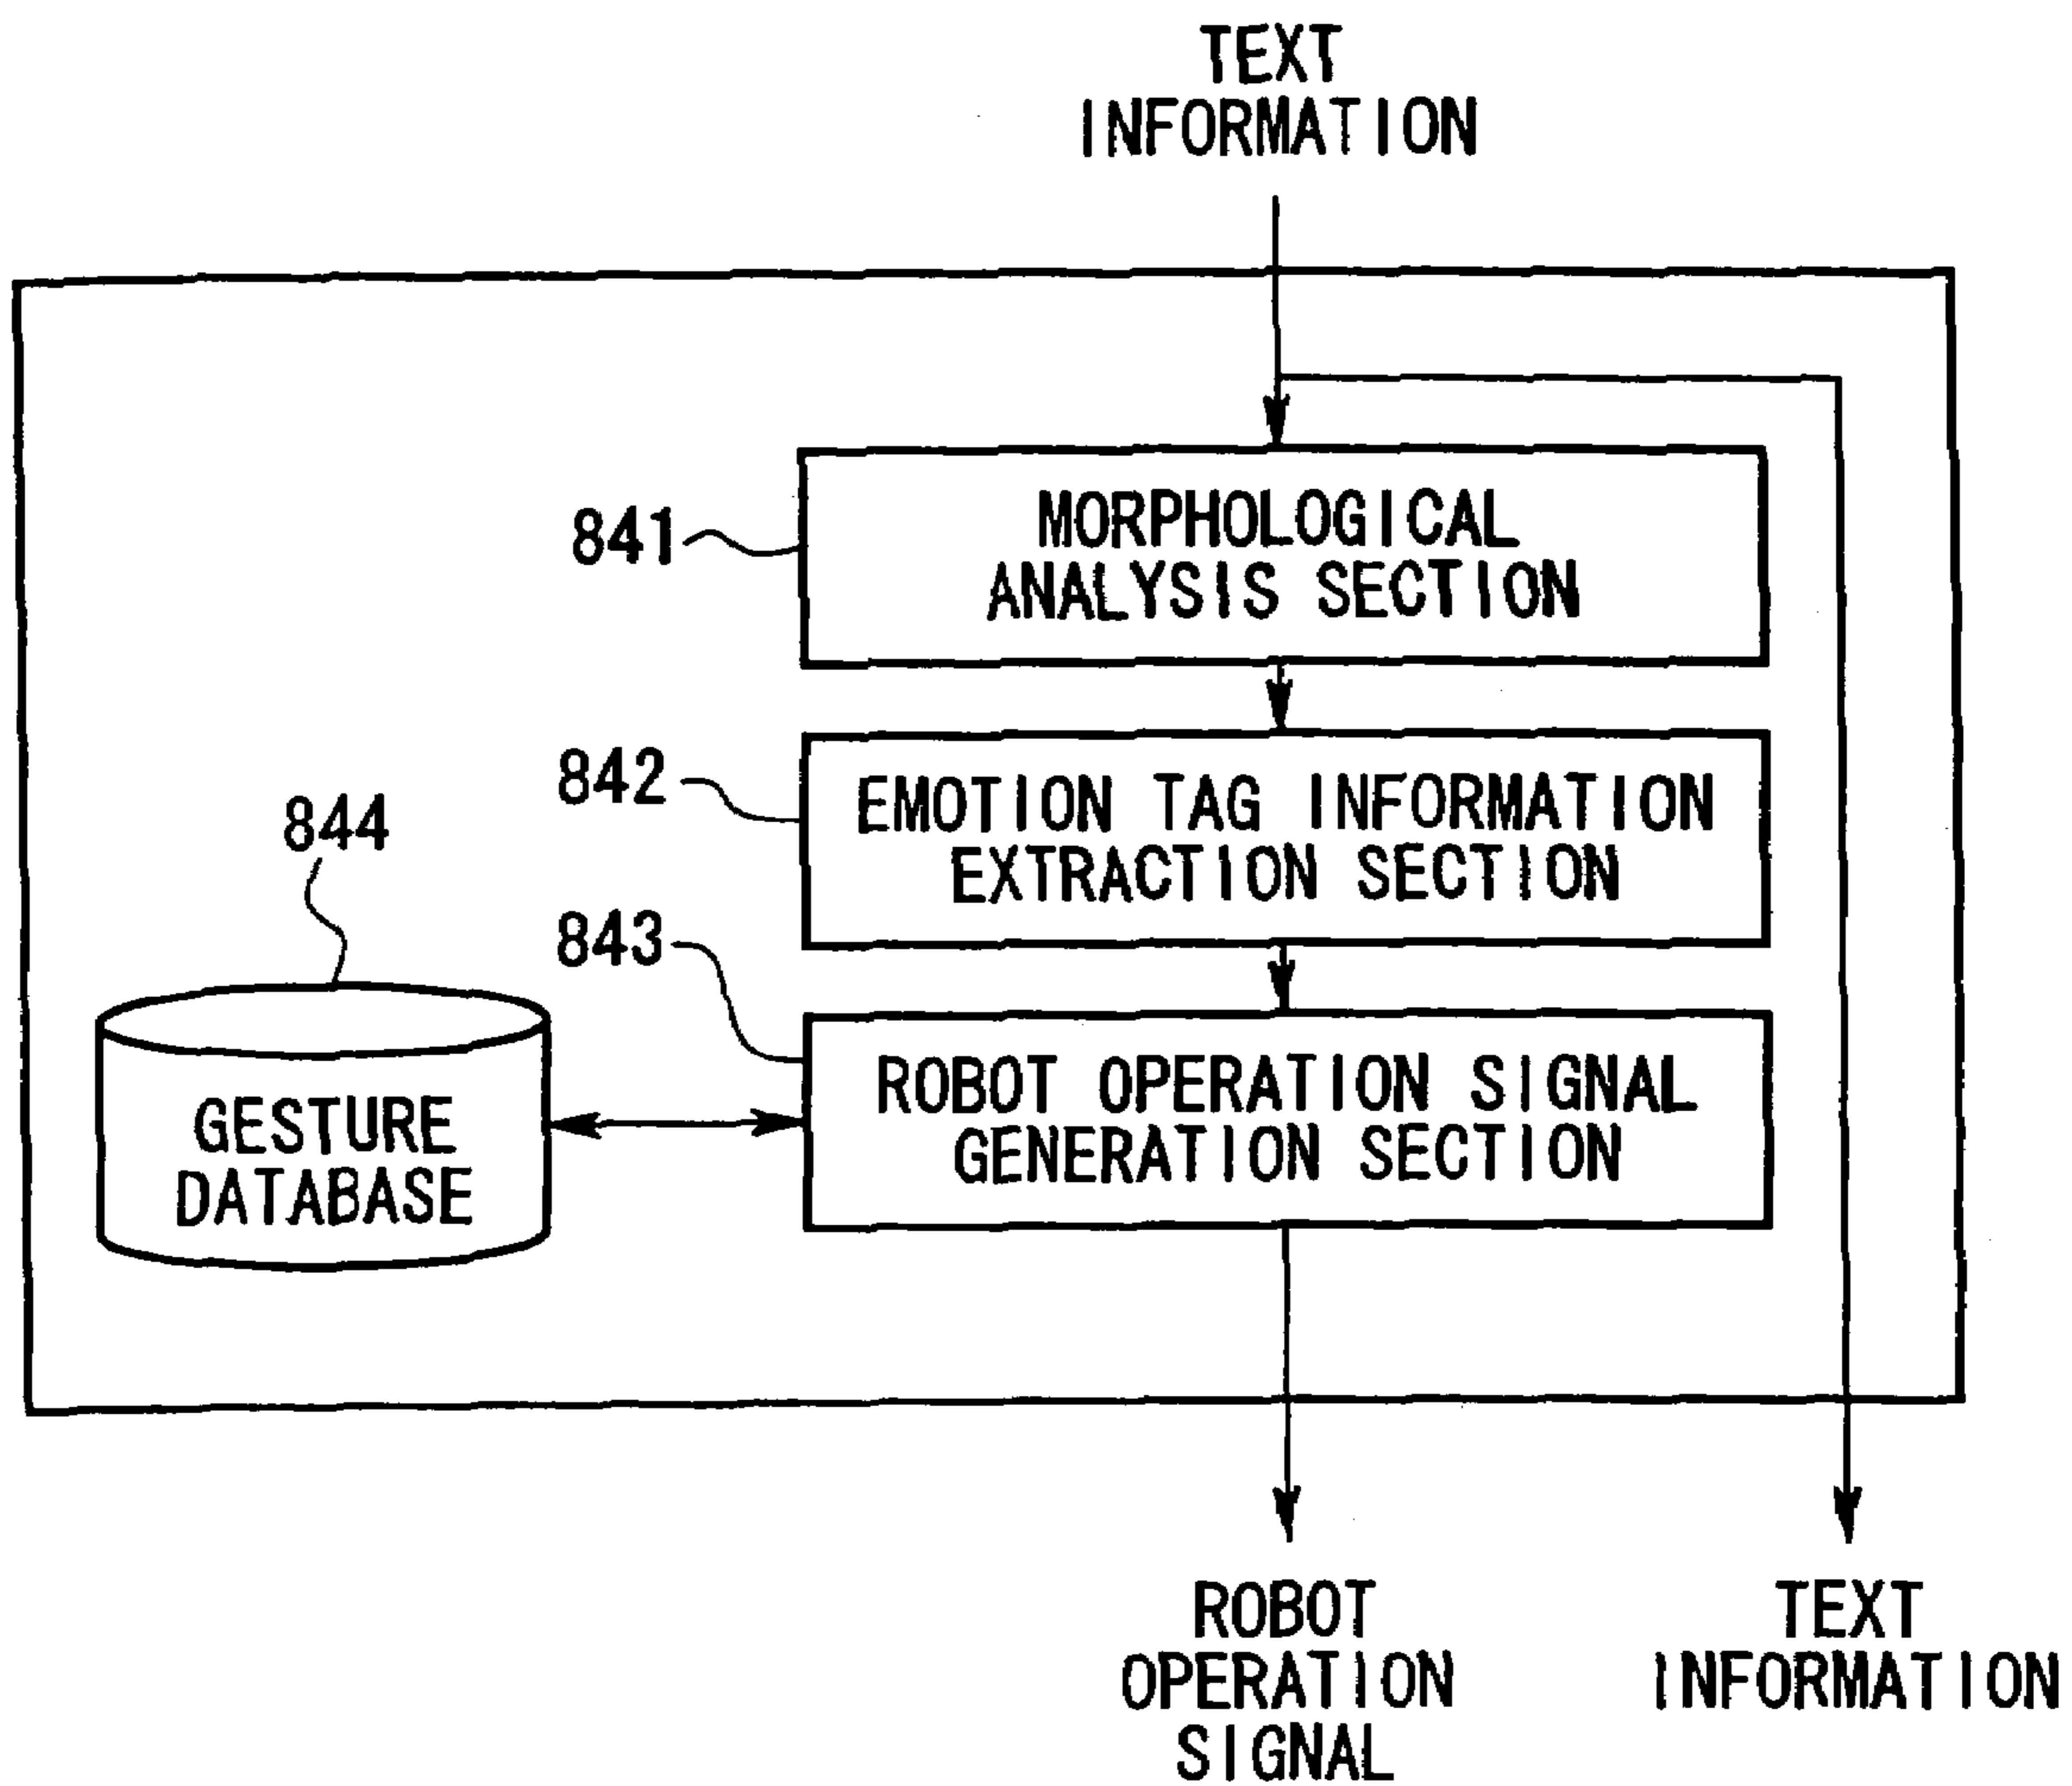 TEXT
INFORMATION
841
MORPHOLOGICAL
ANALYSIS SECTION
842
EMOTION TAG INFORMATION
EXTRACTION SECTION
844
843
ROBOT OPERATION SIGNAL
GENERATION SECTION
GESTURE
DATABASE
ROBOT
OPERATION
SIGNAL
TEXT
INFORMATION